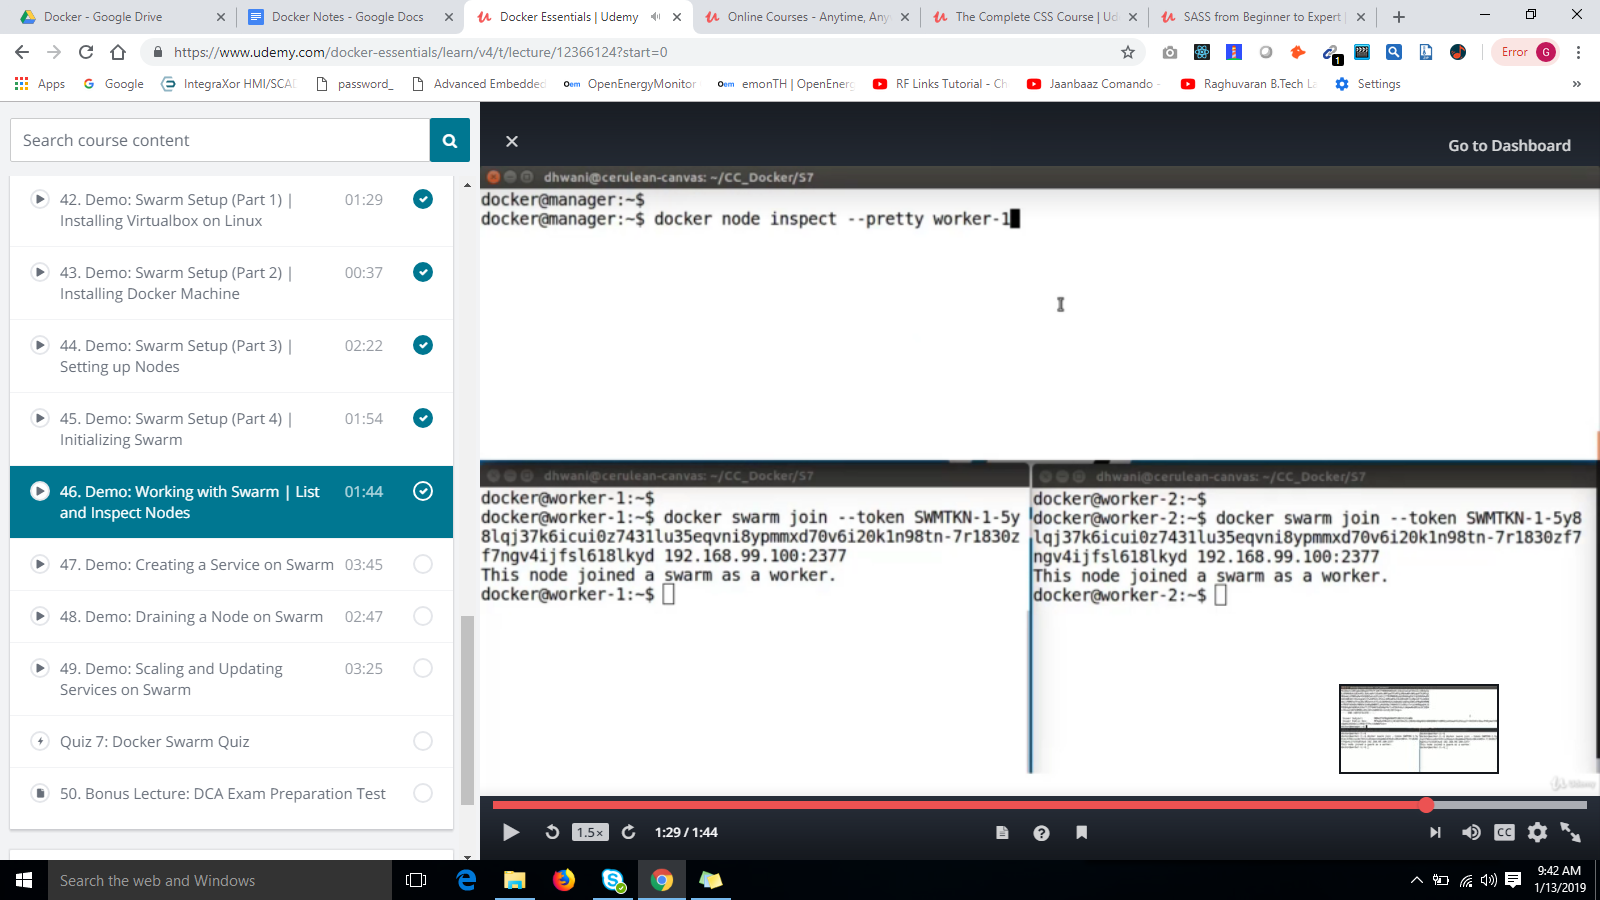 Docker - Google Drive
Docker Notes - Google Docs
Docker Essentials | Udemy
Online Courses - Anytime, Any
The Complete CSS Course | Ud
SASS from Beginner to Expert |
https://www.udemy.com/docker-essentials/learn/v4/t/lecture/12366124?start=0
1
Error
G
Apps
Google
IntegraXor HMI/SCAD
password_
Advanced Embedded
OpenEnergyMonitor
emonTH | OpenEnerg
RF Links Tutorial - Ch
Jaanbaaz Comando -
Raghuvaran B.Tech La
Settings
»
Search course content
Go to Dashboard
42. Demo: Swarm Setup (Part 1) |
Installing Virtualbox on Linux
01:29
43. Demo: Swarm Setup (Part 2) |
Installing Docker Machine
00:37
44. Demo: Swarm Setup (Part 3) |
Setting up Nodes
02:22
45. Demo: Swarm Setup (Part 4) |
Initializing Swarm
01:54
46. Demo: Working with Swarm | List
and Inspect Nodes
01:44
47. Demo: Creating a Service on Swarm
03:45
48. Demo: Draining a Node on Swarm
02:47
49. Demo: Scaling and Updating
Services on Swarm
03:25
Quiz 7: Docker Swarm Quiz
50. Bonus Lecture: DCA Exam Preparation Test
dhwani@cerulean-canvas: ~/CC_Docker/S7
docker@manager:~$
docker@manager:~$ docker node inspect --pretty worker-1
dhwani@cerulean-canvas: ~/CC_Docker/S7
docker@worker-1:~$
docker@worker-1:~$ docker swarm join --token SWMTKN-1-5y
8lqj37k6icui0z7431lu35eqvni8ypmmxd70v6i20k1n98tn-7r1830z
f7ngv4ijfsl618lkyd 192.168.99.100:2377
This node joined a swarm as a worker.
docker@worker-1:~$
dhwani@cerulean-canvas: ~/CC_Docker/S7
docker@worker-2:~$
docker@worker-2:~$ docker swarm join --token SWMTKN-1-5y8
lqj37k6icui0z7431lu35eqvni8ypmmxd70v6i20k1n98tn-7r1830zf7
ngv4ijfsl618lkyd 192.168.99.100:2377
This node joined a swarm as a worker.
docker@worker-2:~$
1.5×
1:29 / 1:44
CC
Search the web and Windows
9:42 AM
1/13/2019